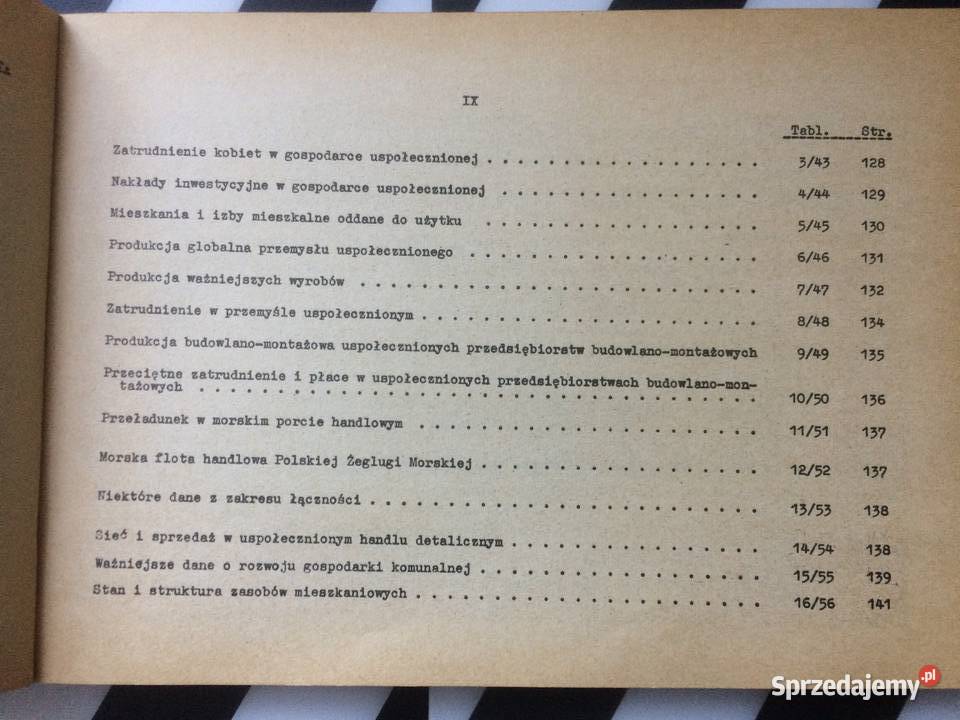 IX
Tabl. Str.
Zatrudnienie kobiet w gospodarce uspołecznionej . . . . . . . . . . . . . . . . . . 3/43 128
Nakłady inwestycyjne w gospodarce uspołecznionej . . . . . . . . . . . . . . . . . 4/44 129
Mieszkania i izby mieszkalne oddane do użytku . . . . . . . . . . . . . . . . . . 5/45 130
Produkcja globalna przemysłu uspołecznionego . . . . . . . . . . . . . . . . . . . 6/46 131
Produkcja ważniejszych wyrobów . . . . . . . . . . . . . . . . . . . . . . . . . . 7/47 132
Zatrudnienie w przemyśle uspołecznionym . . . . . . . . . . . . . . . . . . . . . . 8/48 134
Produkcja budowlano-montażowa uspołecznionych przedsiębiorstw budowlano-montażowych 9/49 135
Przeciętne zatrudnienie i płace w uspołecznionych przedsiębiorstwach budowlano-mon-
tażowych . . . . . . . . . . . . . . . . . . . . . . . . . . . . . . . . . . . . . 10/50 136
Przeładunek w morskim porcie handlowym . . . . . . . . . . . . . . . . . . . . . . 11/51 137
Morska flota handlowa Polskiej Żeglugi Morskiej . . . . . . . . . . . . . . . . . . 12/52 137
Niektóre dane z zakresu łączności . . . . . . . . . . . . . . . . . . . . . . . . . 13/53 138
Sieć i sprzedaż w uspołecznionym handlu detalicznym . . . . . . . . . . . . . . . . 14/54 138
Ważniejsze dane o rozwoju gospodarki komunalnej . . . . . . . . . . . . . . . . . . 15/55 139
Stan i struktura zasobów mieszkaniowych . . . . . . . . . . . . . . . . . . . . . . 16/56 141
Sprzedajemy.pl